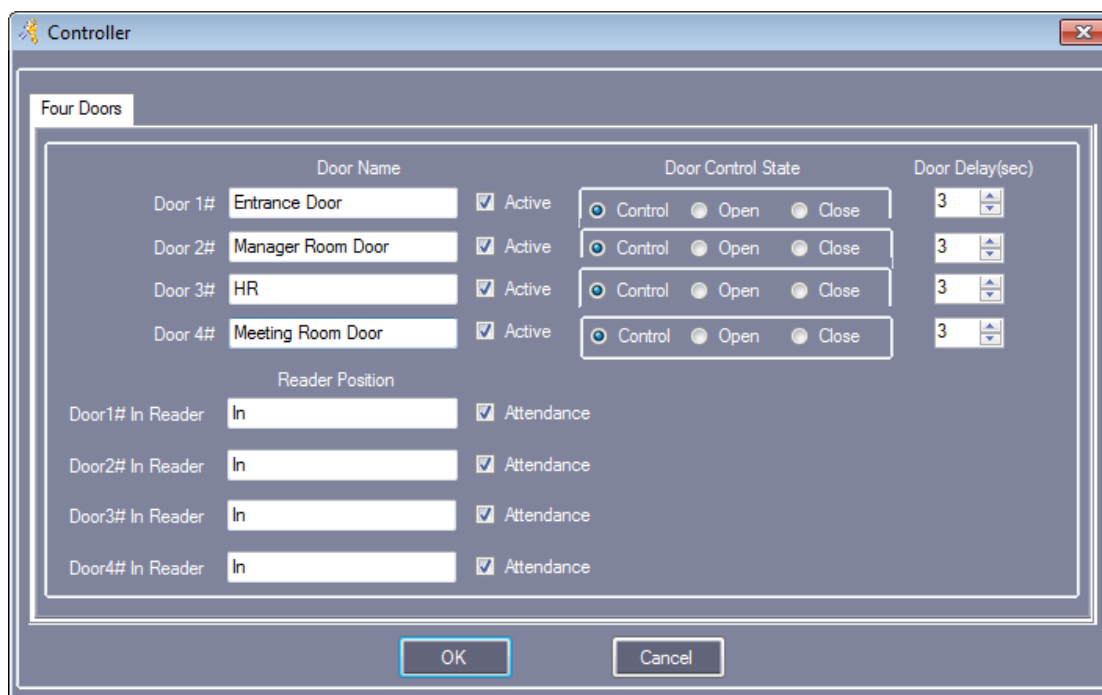 Controller
Four Doors
Door Name Door Control State Door Delay(sec)
Door 1# Entrance Door Active Control Open Close 3
Door 2# Manager Room Door Active Control Open Close 3
Door 3# HR Active Control Open Close 3
Door 4# Meeting Room Door Active Control Open Close 3
Reader Position
Door1# In Reader In Attendance
Door2# In Reader In Attendance
Door3# In Reader In Attendance
Door4# In Reader In Attendance
OK Cancel